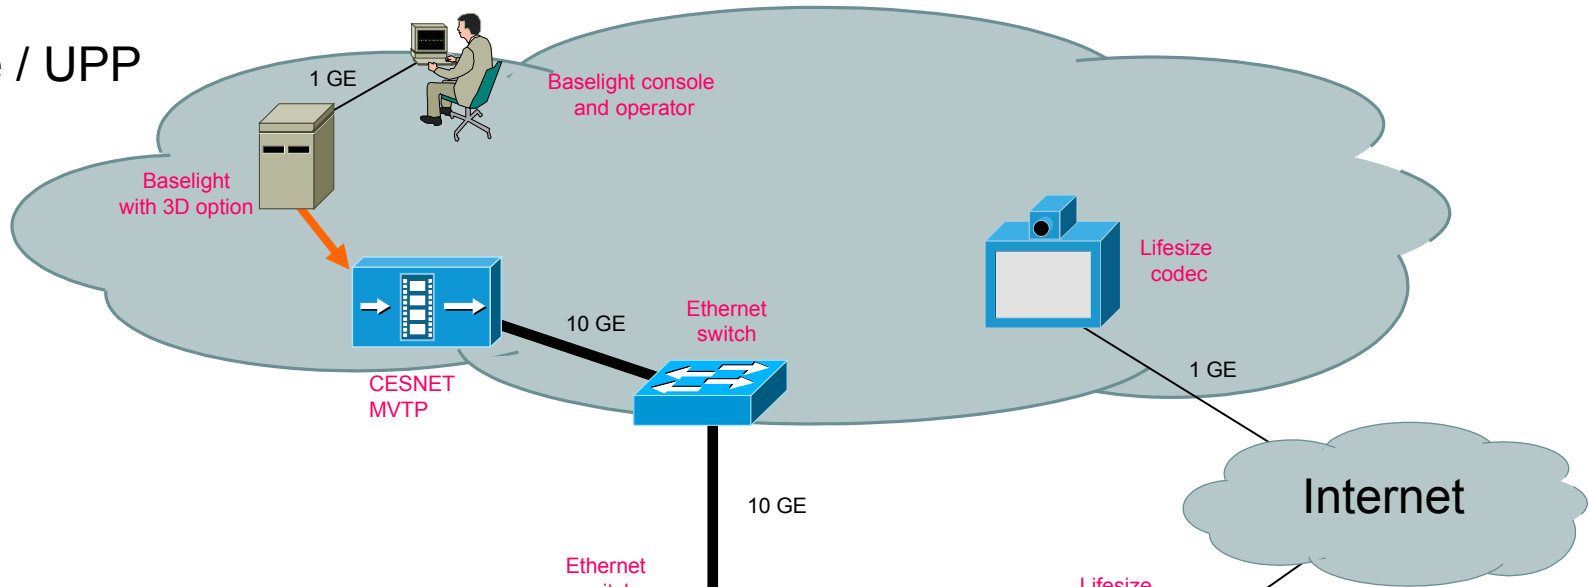 / UPP
1 GE
Baselight console
and operator
Baselight
with 3D option
Lifesize
codec
Ethernet
switch
10 GE
CESNET
MVTP
1 GE
Internet
10 GE
Ethernet
Lifesize